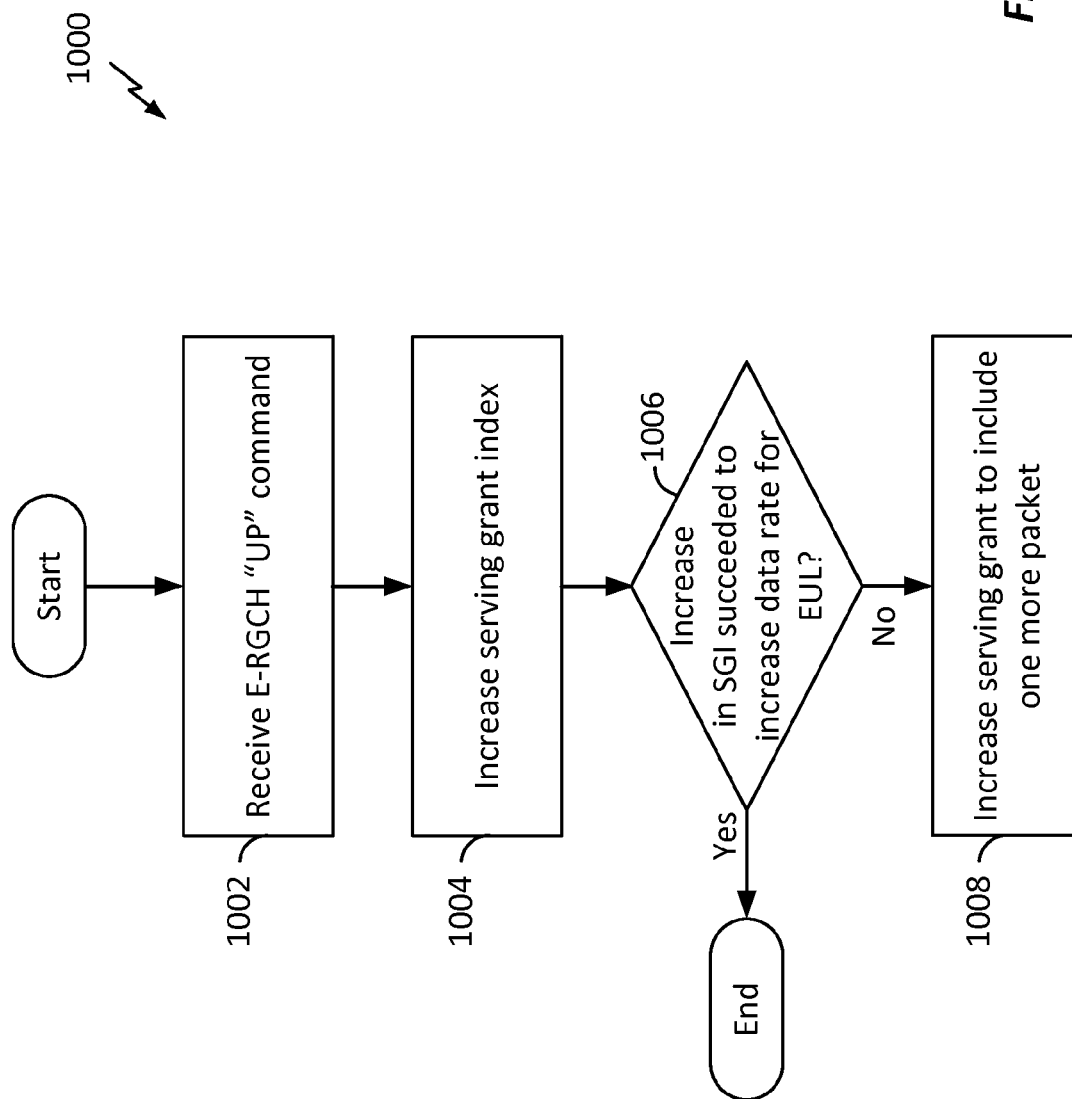 1000
Start
1002
Receive E-RGCH “UP” command
1004
Increase serving grant index
1006
Increase
in SGI succeeded to
increase data rate for
EUL?
Yes
End
No
1008
Increase serving grant to include
one more packet